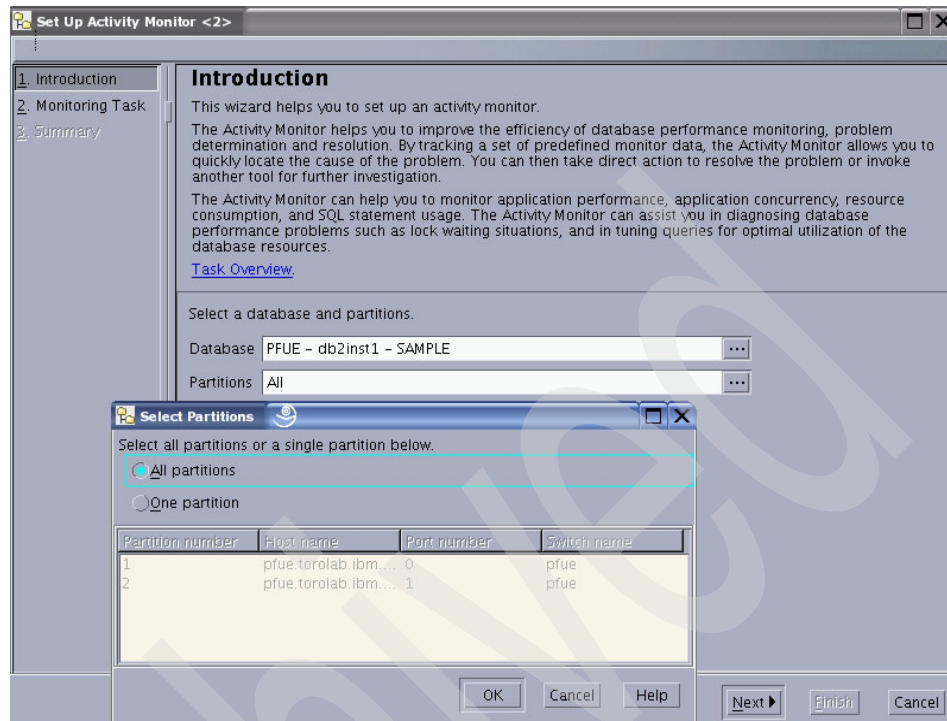 Set Up Activity Monitor <2>
1. Introduction
2. Monitoring Task
3. Summary
Introduction
This wizard helps you to set up an activity monitor.
The Activity Monitor helps you to improve the efficiency of database performance monitoring, problem
determination and resolution. By tracking a set of predefined monitor data, the Activity Monitor allows you to
quickly locate the cause of the problem. You can then take direct action to resolve the problem or invoke
another tool for further investigation.
The Activity Monitor can help you to monitor application performance, application concurrency, resource
consumption, and SQL statement usage. The Activity Monitor can assist you in diagnosing database
performance problems such as lock waiting situations, and in tuning queries for optimal utilization of the
database resources.
Task Overview.
Select a database and partitions.
Database PFUE - db2inst1 - SAMPLE ...
Partitions All ...
Select Partitions
Select all partitions or a single partition below.
All partitions
One partition
Partition number Host name Port number Switch name
1 pfue.torolab.ibm.... 0 pfue
2 pfue.torolab.ibm.... 1 pfue
OK Cancel Help
Next Finish Cancel